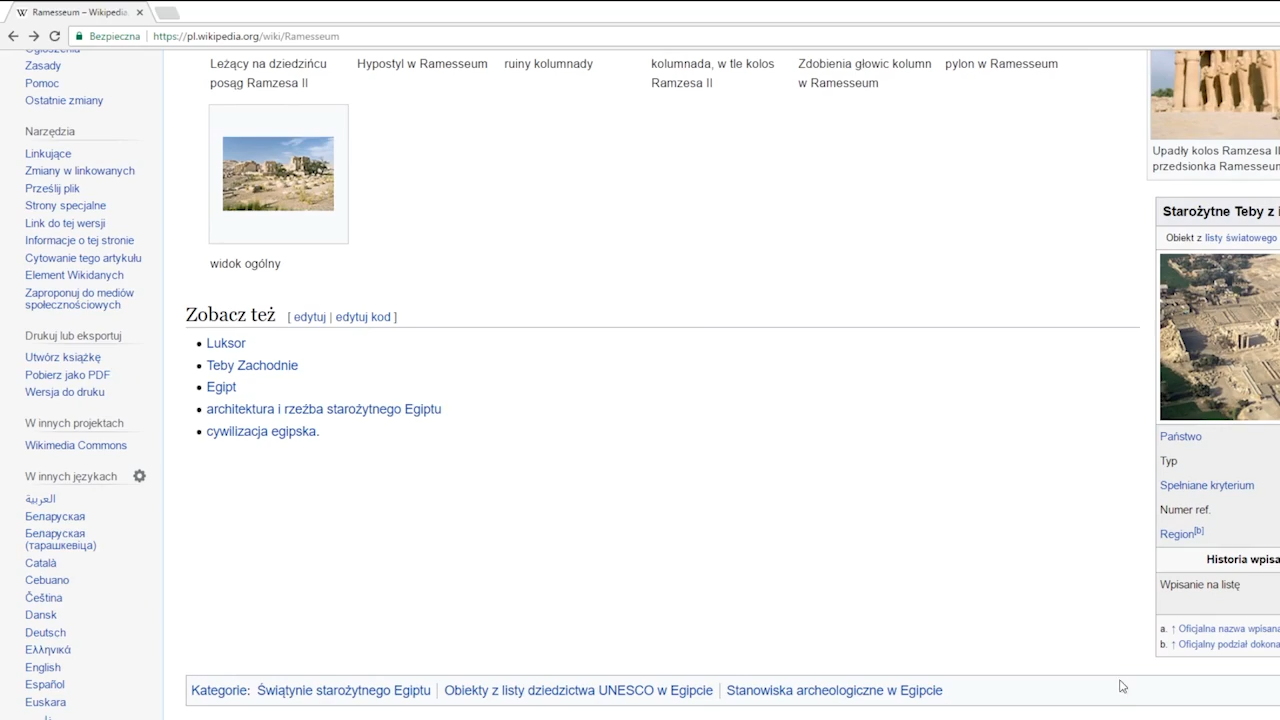 Ramesseum – Wikipedia,
Bezpieczna
https://pl.wikipedia.org/wiki/Ramesseum
Ogłoszenia
Zasady
Pomoc
Ostatnie zmiany
Narzędzia
Linkujące
Zmiany w linkowanych
Prześlij plik
Strony specjalne
Link do tej wersji
Informacje o tej stronie
Cytowanie tego artykułu
Element Wikidanych
Zaproponuj do mediów
społecznościowych
Drukuj lub eksportuj
Utwórz książkę
Pobierz jako PDF
Wersja do druku
W innych projektach
Wikimedia Commons
W innych językach
العربية
Беларуская
Беларуская
(тарашкевіца)
Català
Cebuano
Čeština
Dansk
Deutsch
Ελληνικά
English
Español
Euskara
Leżący na dziedzińcu
posąg Ramzesa II
Hypostyl w Ramesseum
ruiny kolumnady
kolumnada, w tle kolos
Ramzesa II
Zdobienia głowic kolumn
w Ramesseum
pylon w Ramesseum
widok ogólny
Zobacz też [ edytuj | edytuj kod ]
• Luksor
• Teby Zachodnie
• Egipt
• architektura i rzeźba starożytnego Egiptu
• cywilizacja egipska.
Kategorie: Świątynie starożytnego Egiptu | Obiekty z listy dziedzictwa UNESCO w Egipcie | Stanowiska archeologiczne w Egipcie
Upadły kolos Ramzesa II
przedsionka Ramesseum
Starożytne Teby z i
Obiekt z listy światowego
Państwo
Typ
Spełniane kryterium
Numer ref.
Region[b]
Historia wpisa
Wpisanie na listę
a. ↑ Oficjalna nazwa wpisana
b. ↑ Oficjalny podział dokona